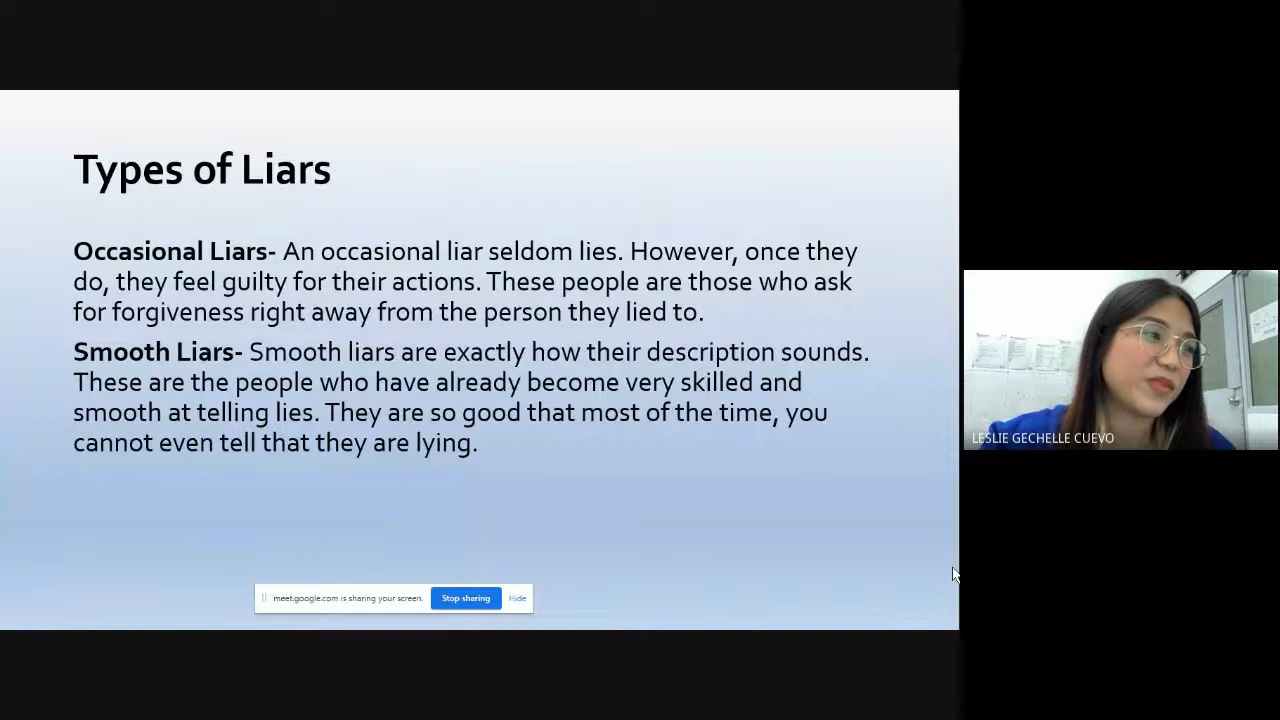 Types of Liars
Occasional Liars- An occasional liar seldom lies. However, once they
do, they feel guilty for their actions. These people are those who ask
for forgiveness right away from the person they lied to.
Smooth Liars- Smooth liars are exactly how their description sounds.
These are the people who have already become very skilled and
smooth at telling lies. They are so good that most of the time, you
cannot even tell that they are lying.
meet.google.com is sharing your screen.
Stop sharing
Hide
LESLIE GECHELLE CUEVO